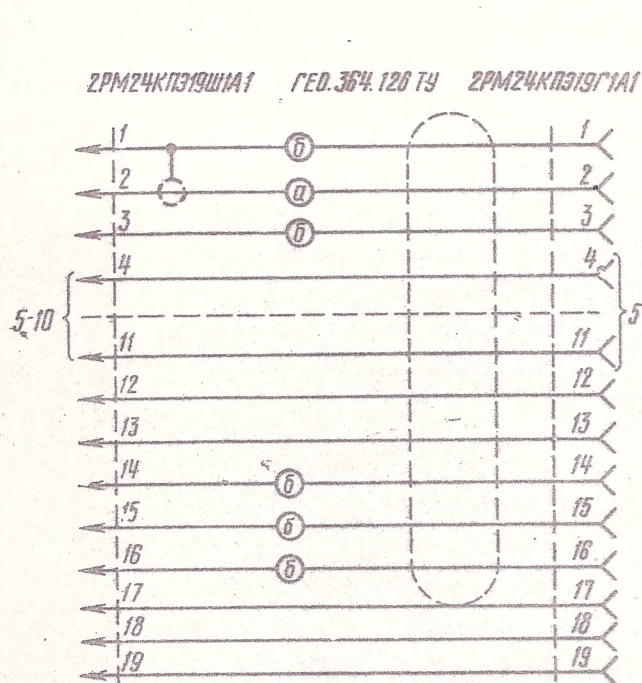 2РМ24КПЭ19Ш1А1 ГЕО.364.126 ТУ 2РМ24КПЭ19Г1А1
1 б 1
2 а 2
3 б 3
4 4
5-10 5
11 11
12 12
13 13
14 б 14
15 б 15
16 б 16
17 17
18 18
19 19